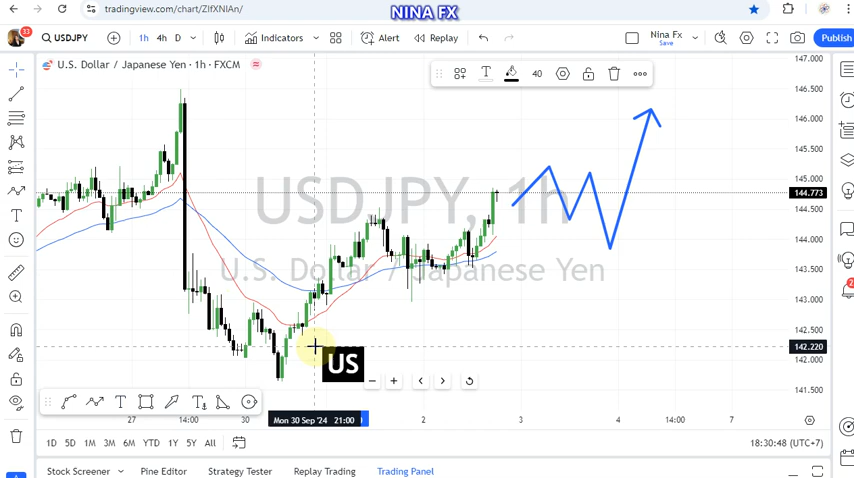 NINA FX
tradingview.com/chart/ZIfXNIAn/
33
USDJPY
1h 4h D
Indicators
Alert
Replay
Nina Fx
Save
Publish
U.S. Dollar / Japanese Yen · 1h · FXCM
40
147.000
146.500
146.000
145.500
145.000
144.773
144.500
144.000
143.500
143.000
142.500
142.220
142.000
141.500
USDJPY, 1h
U.S. Dollar / Japanese Yen
US
27 14:00 30 Mon 30 Sep '24 21:00 2 3 4 14:00 7
1D 5D 1M 3M 6M YTD 1Y 5Y All
18:30:48 (UTC+7)
Stock Screener Pine Editor Strategy Tester Replay Trading Trading Panel